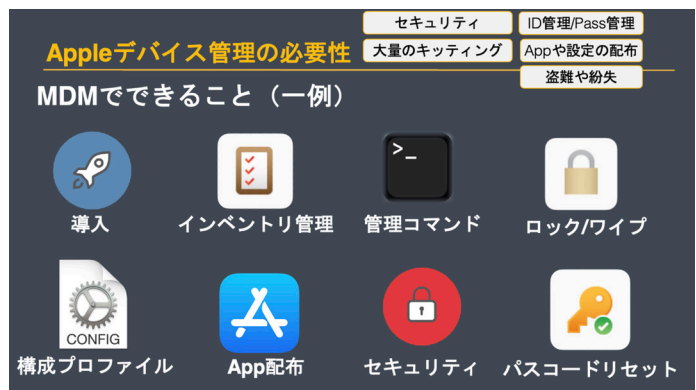 セキュリティ
ID管理/Pass管理
Appleデバイス管理の必要性
大量のキッティング
Appや設定の配布
盗難や紛失
MDMでできること（一例）
>_
導入
インベントリ管理
管理コマンド
ロック/ワイプ
CONFIG
構成プロファイル
App配布
セキュリティ
パスコードリセット